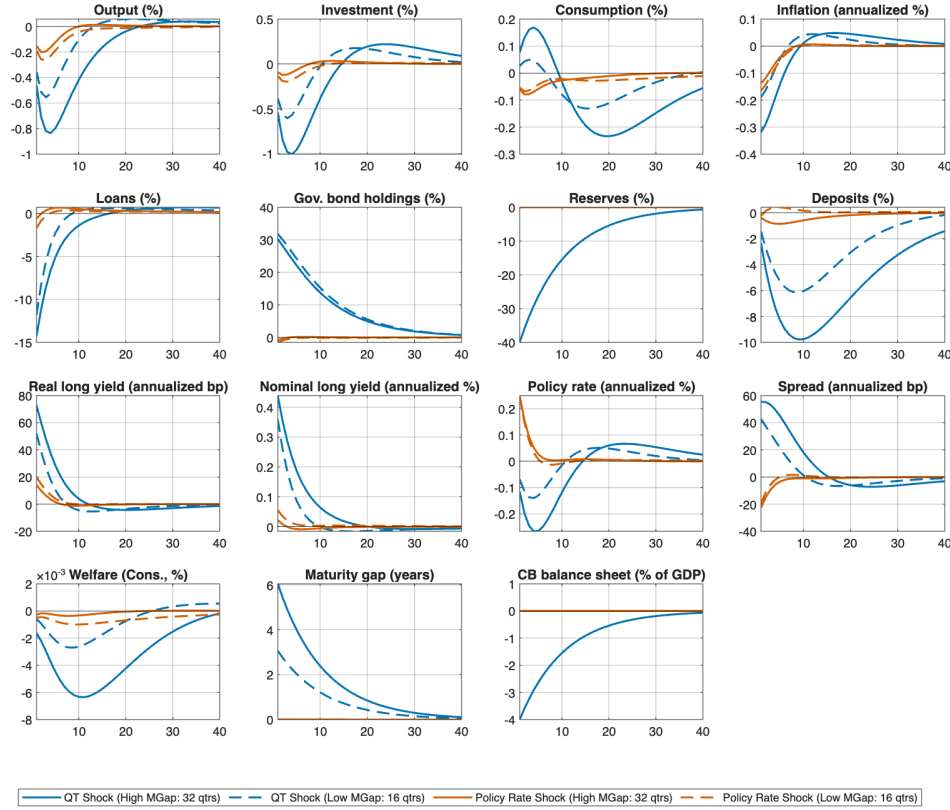 Output (%)
0
-0.2
-0.4
-0.6
-0.8
-1
10 20 30 40
Investment (%)
0.5
0
-0.5
-1
10 20 30 40
Consumption (%)
0.2
0.1
0
-0.1
-0.2
-0.3
10 20 30 40
Inflation (annualized %)
0.1
0
-0.1
-0.2
-0.3
-0.4
10 20 30 40
Loans (%)
0
-5
-10
-15
10 20 30 40
Gov. bond holdings (%)
40
30
20
10
0
10 20 30 40
Reserves (%)
0
-10
-20
-30
-40
10 20 30 40
Deposits (%)
0
-2
-4
-6
-8
-10
10 20 30 40
Real long yield (annualized bp)
80
60
40
20
0
-20
10 20 30 40
Nominal long yield (annualized %)
0.4
0.3
0.2
0.1
0
10 20 30 40
Policy rate (annualized %)
0.2
0.1
0
-0.1
-0.2
10 20 30 40
Spread (annualized bp)
60
40
20
0
-20
-40
10 20 30 40
×10-3 Welfare (Cons., %)
2
0
-2
-4
-6
-8
10 20 30 40
Maturity gap (years)
6
4
2
0
10 20 30 40
CB balance sheet (% of GDP)
1
0
-1
-2
-3
-4
10 20 30 40
QT Shock (High MGap: 32 qtrs) QT Shock (Low MGap: 16 qtrs) Policy Rate Shock (High MGap: 32 qtrs) Policy Rate Shock (Low MGap: 16 qtrs)